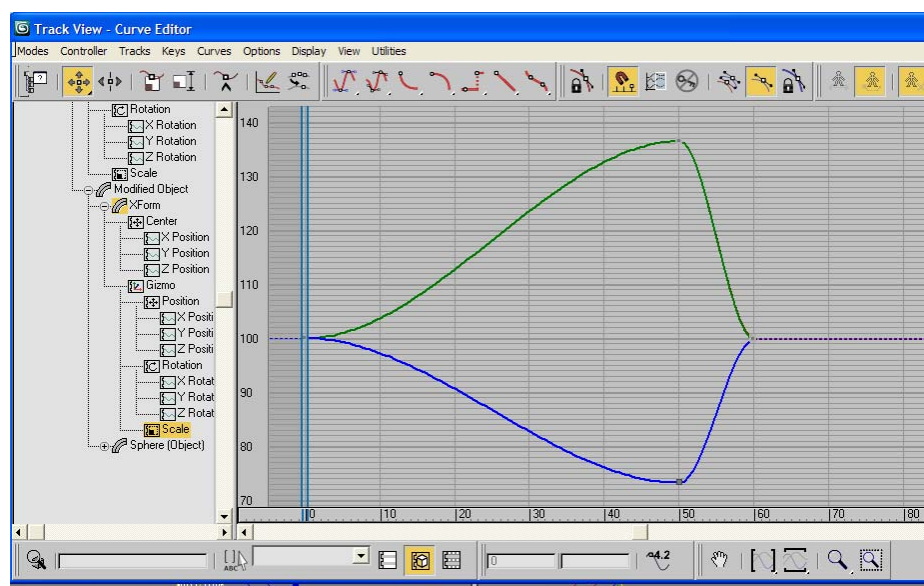 Track View - Curve Editor
Modes Controller Tracks Keys Curves Options Display View Utilities
Rotation
X Rotation
Y Rotation
Z Rotation
Scale
Modified Object
XForm
Center
X Position
Y Position
Z Position
Gizmo
Position
X Positi
Y Positi
Z Positi
Rotation
X Rotat
Y Rotat
Z Rotat
Scale
Sphere (Object)
140
130
120
110
100
90
80
70
0 10 20 30 40 50 60 70 80
ABC
0
4.2